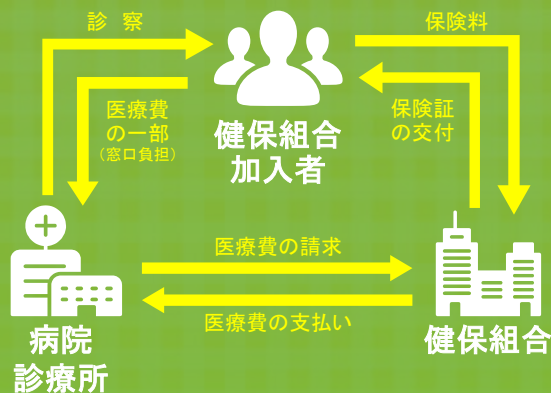 診 察
保険料
医療費
の一部
(窓口負担)
保険証
の交付
健保組合
加入者
医療費の請求
医療費の支払い
病院
診療所
健保組合